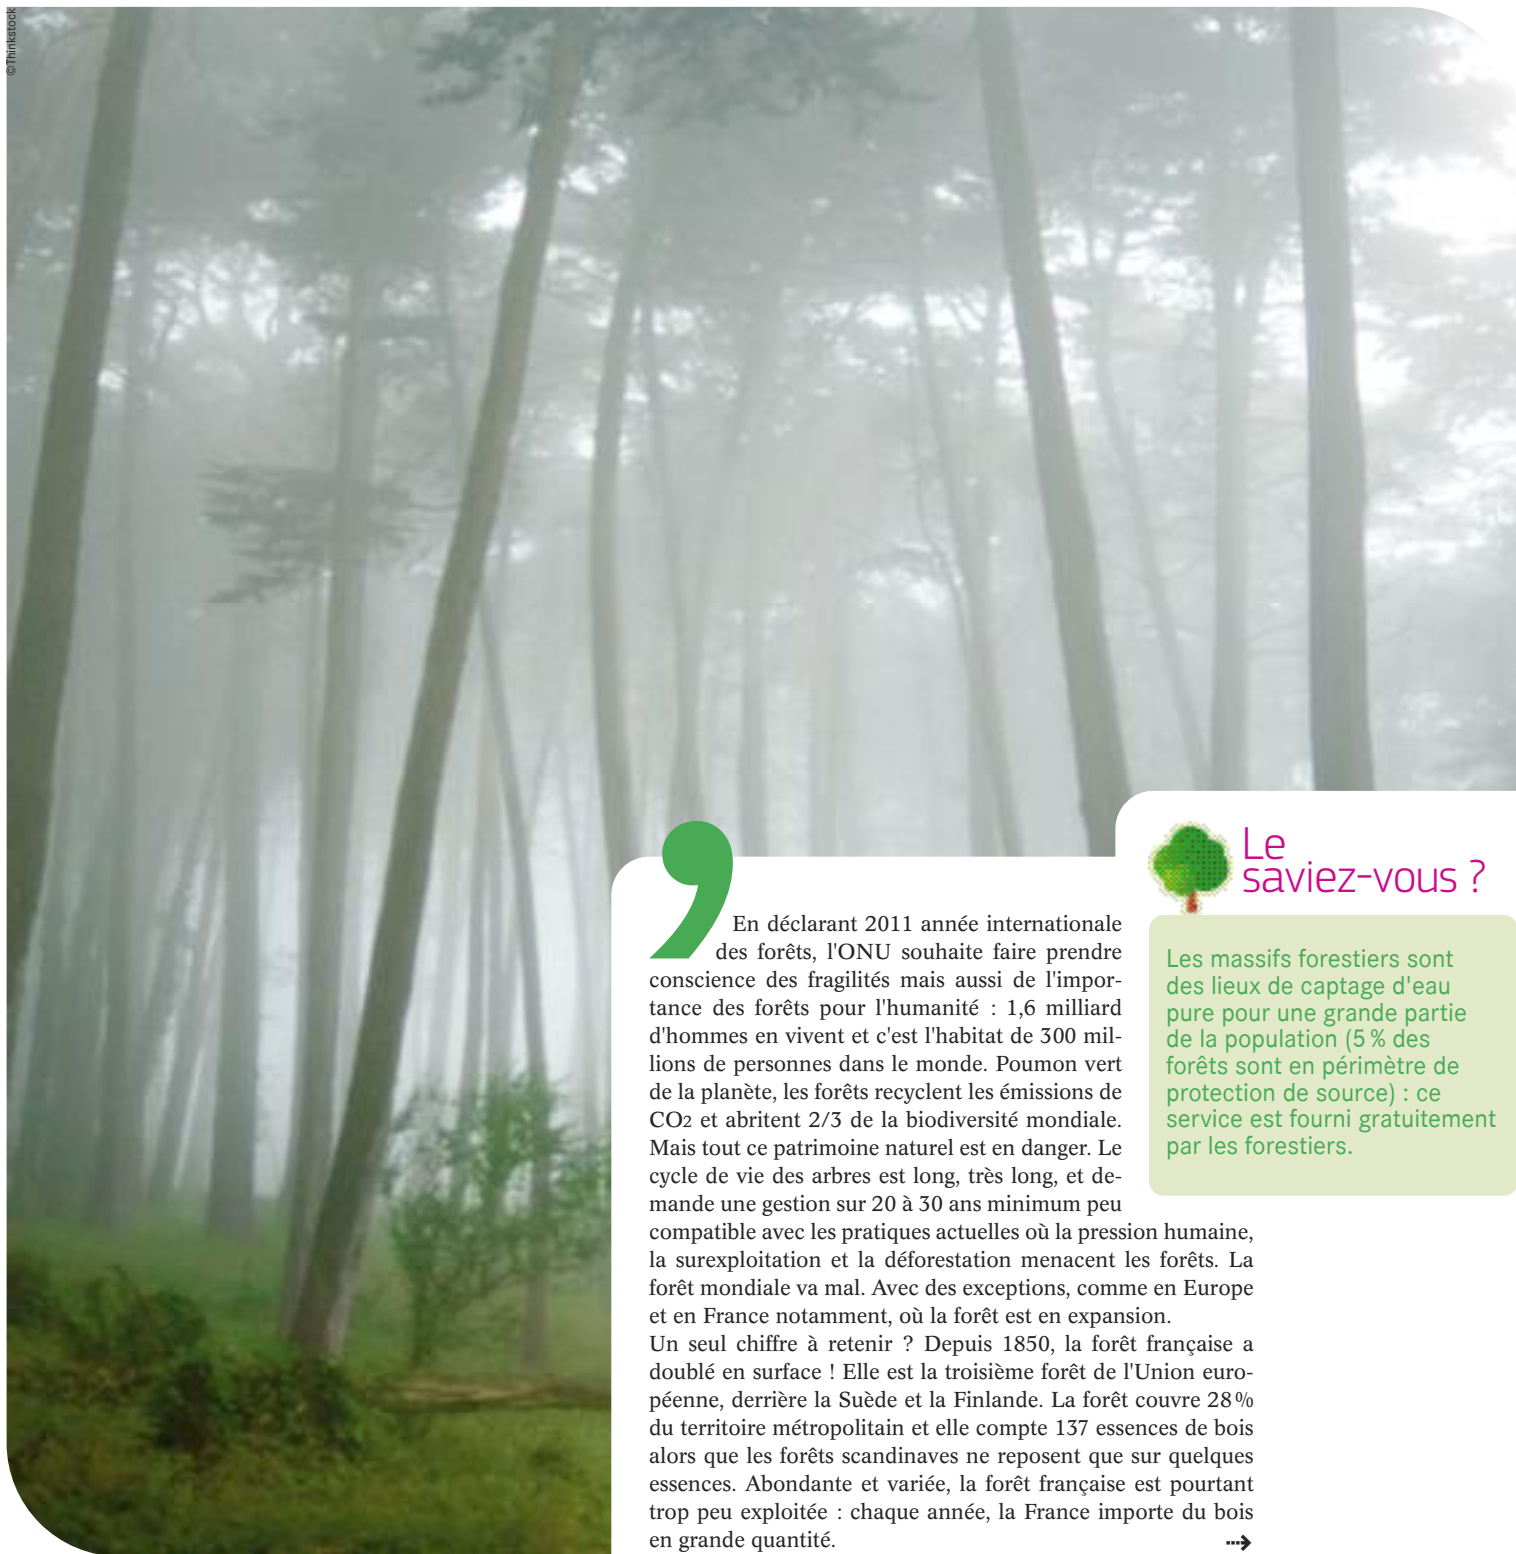 ©Thinkstock
En déclarant 2011 année internationale
des forêts, l'ONU souhaite faire prendre
conscience des fragilités mais aussi de l'impor-
tance des forêts pour l'humanité : 1,6 milliard
d'hommes en vivent et c'est l'habitat de 300 mil-
lions de personnes dans le monde. Poumon vert
de la planète, les forêts recyclent les émissions de
CO2 et abritent 2/3 de la biodiversité mondiale.
Mais tout ce patrimoine naturel est en danger. Le
cycle de vie des arbres est long, très long, et de-
mande une gestion sur 20 à 30 ans minimum peu
compatible avec les pratiques actuelles où la pression humaine,
la surexploitation et la déforestation menacent les forêts. La
forêt mondiale va mal. Avec des exceptions, comme en Europe
et en France notamment, où la forêt est en expansion.
Un seul chiffre à retenir ? Depuis 1850, la forêt française a
doublé en surface ! Elle est la troisième forêt de l'Union euro-
péenne, derrière la Suède et la Finlande. La forêt couvre 28 %
du territoire métropolitain et elle compte 137 essences de bois
alors que les forêts scandinaves ne reposent que sur quelques
essences. Abondante et variée, la forêt française est pourtant
trop peu exploitée : chaque année, la France importe du bois
en grande quantité.
Le
saviez-vous ?
Les massifs forestiers sont
des lieux de captage d'eau
pure pour une grande partie
de la population (5 % des
forêts sont en périmètre de
protection de source) : ce
service est fourni gratuitement
par les forestiers.